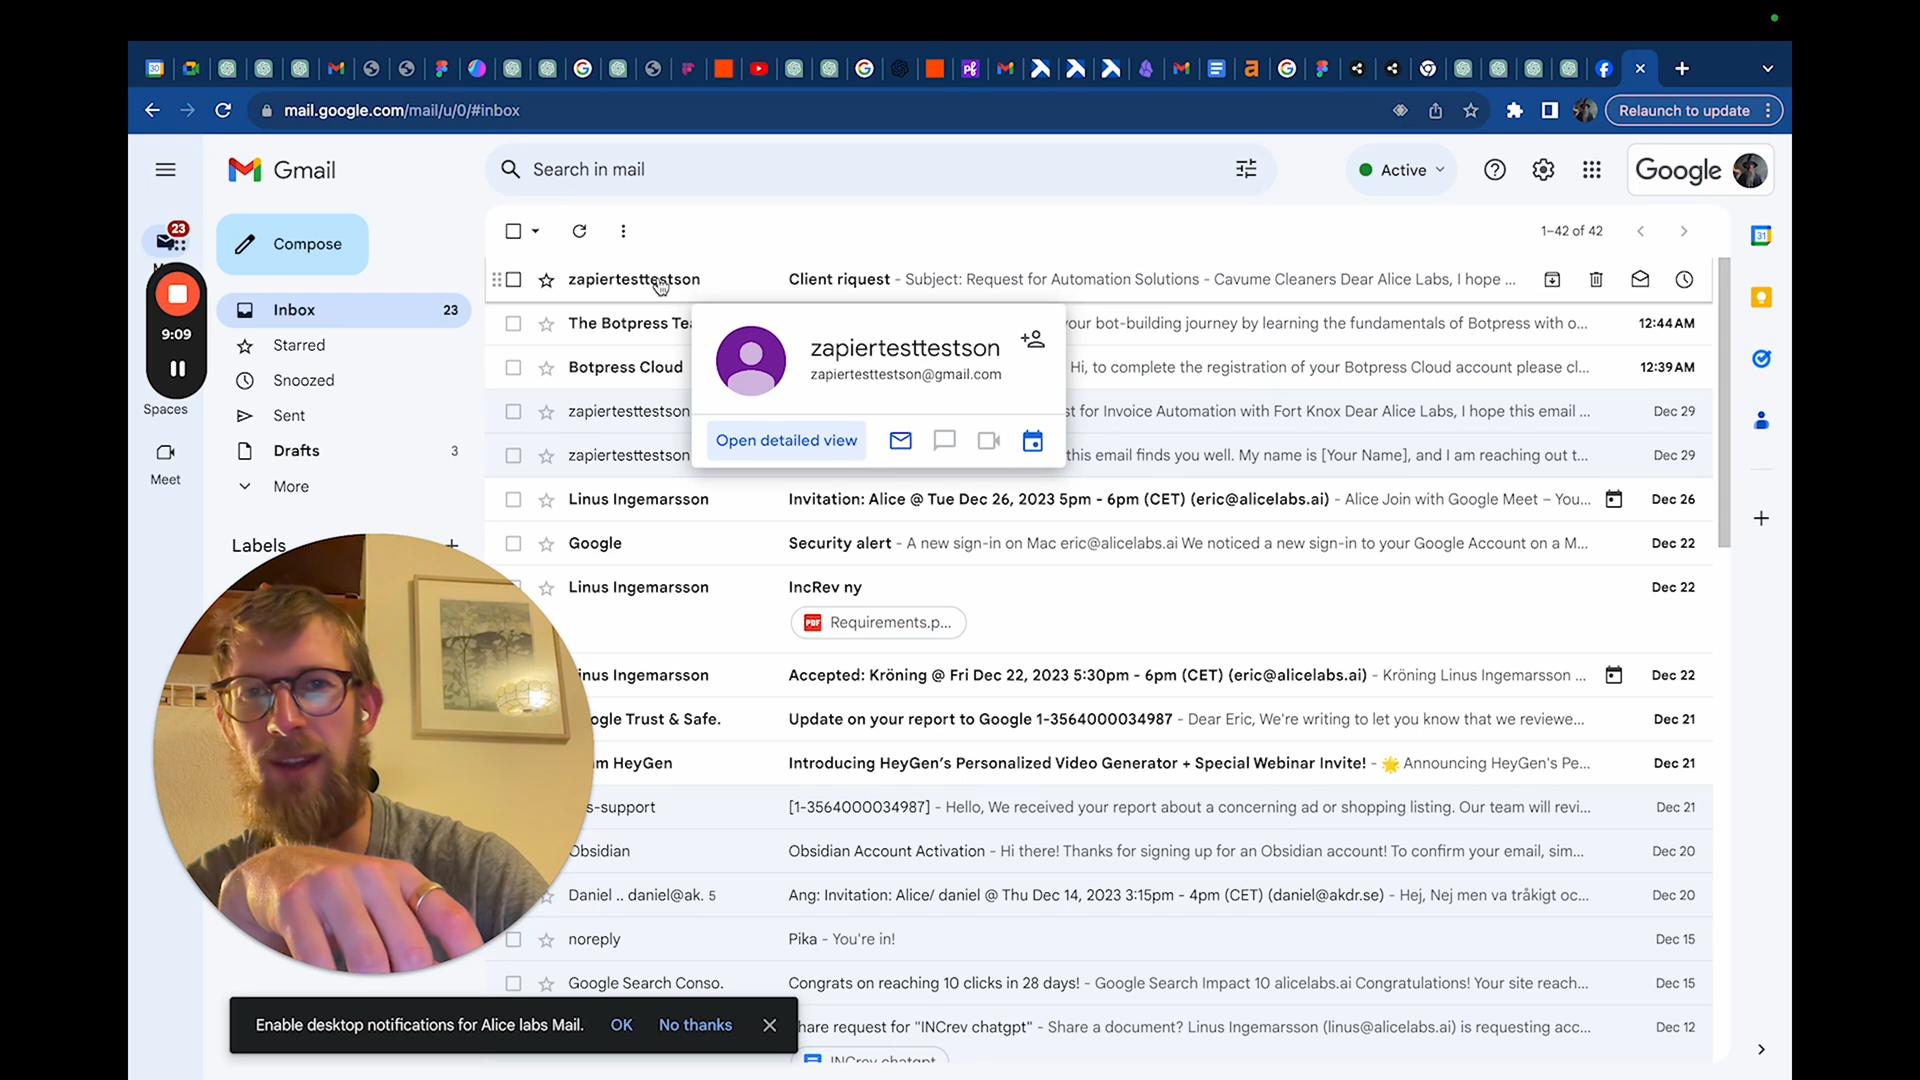 mail.google.com/mail/u/0/#inbox
Relaunch to update
Gmail
Search in mail
Active
Google
23
Compose
1–42 of 42
9:09
Spaces
Meet
Inbox 23
Starred
Snoozed
Sent
Drafts 3
More
Labels
zapiertesttestson Client riquest - Subject: Request for Automation Solutions - Cavume Cleaners Dear Alice Labs, I hope ...
The Botpress Tea your bot-building journey by learning the fundamentals of Botpress with o... 12:44 AM
Botpress Cloud Hi, to complete the registration of your Botpress Cloud account please cl... 12:39 AM
zapiertesttestson for Invoice Automation with Fort Knox Dear Alice Labs, I hope this email ... Dec 29
zapiertesttestson this email finds you well. My name is [Your Name], and I am reaching out t... Dec 29
zapiertesttestson
zapiertesttestson@gmail.com
Open detailed view
Linus Ingemarsson Invitation: Alice @ Tue Dec 26, 2023 5pm - 6pm (CET) (eric@alicelabs.ai) - Alice Join with Google Meet – You... Dec 26
Google Security alert - A new sign-in on Mac eric@alicelabs.ai We noticed a new sign-in to your Google Account on a M... Dec 22
Linus Ingemarsson IncRev ny Dec 22
PDF Requirements.p...
inus Ingemarsson Accepted: Kröning @ Fri Dec 22, 2023 5:30pm - 6pm (CET) (eric@alicelabs.ai) - Kröning Linus Ingemarsson ... Dec 22
ogle Trust & Safe. Update on your report to Google 1-3564000034987 - Dear Eric, We're writing to let you know that we reviewe... Dec 21
m HeyGen Introducing HeyGen's Personalized Video Generator + Special Webinar Invite! - 🌟 Announcing HeyGen's Pe... Dec 21
s-support [1-3564000034987] - Hello, We received your report about a concerning ad or shopping listing. Our team will revi... Dec 21
Obsidian Obsidian Account Activation - Hi there! Thanks for signing up for an Obsidian account! To confirm your email, sim... Dec 20
Daniel .. daniel@ak. 5 Ang: Invitation: Alice/ daniel @ Thu Dec 14, 2023 3:15pm - 4pm (CET) (daniel@akdr.se) - Hej, Nej men va tråkigt oc... Dec 20
noreply Pika - You're in! Dec 15
Google Search Conso. Congrats on reaching 10 clicks in 28 days! - Google Search Impact 10 alicelabs.ai Congratulations! Your site reach... Dec 15
hare request for "INCrev chatgpt" - Share a document? Linus Ingemarsson (linus@alicelabs.ai) is requesting acc... Dec 12
INCrev chatgpt
Enable desktop notifications for Alice labs Mail. OK No thanks